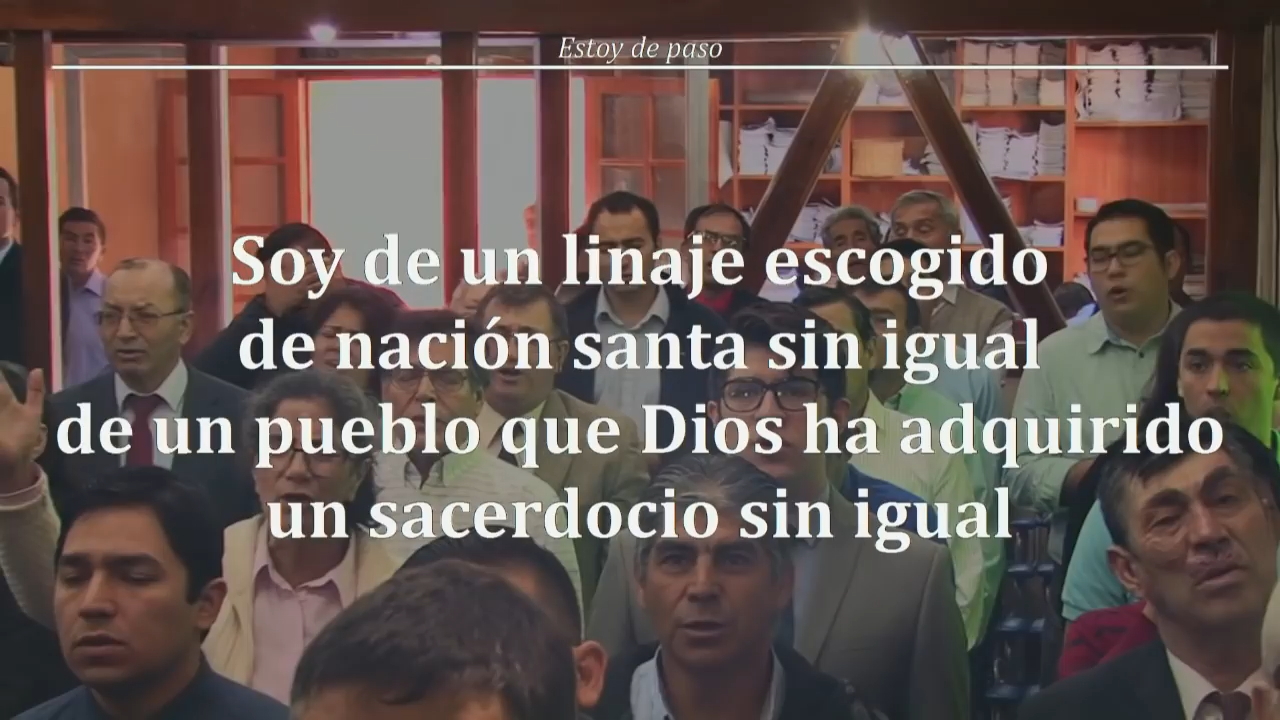 Estoy de paso
Soy de un linaje escogido
de nación santa sin igual
de un pueblo que Dios ha adquirido
un sacerdocio sin igual